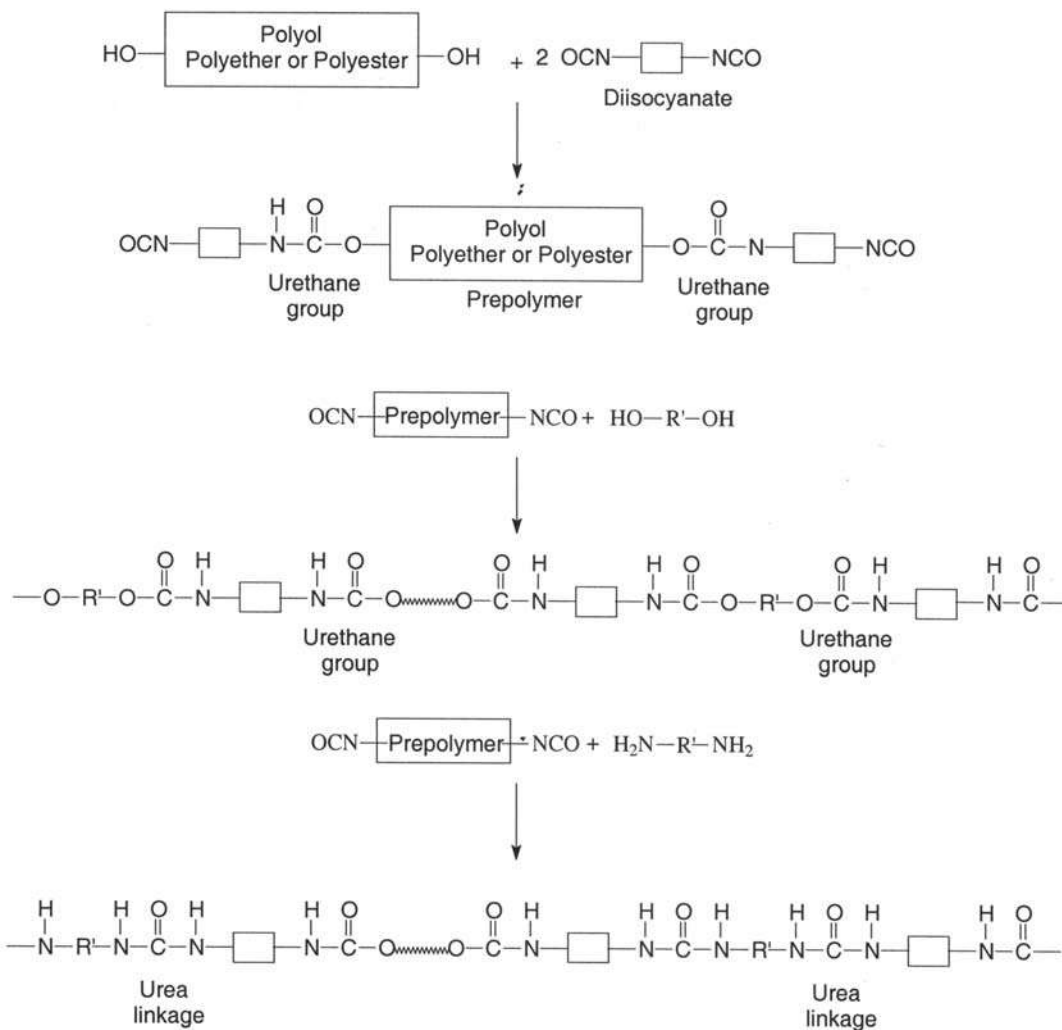 Polyol
HO Polyether or Polyester OH + 2 OCN NCO
Diisocyanate
H O O
OCN N C O Polyol Polyether or Polyester O C N NCO
Urethane group Prepolymer Urethane group
OCN Prepolymer NCO + HO R' OH
O H H O O H H O O H H O
O R' O C N N C O O C N N C O R' O C N N C
Urethane Urethane
group group
OCN Prepolymer NCO + H₂N R' NH₂
H H O H H O O H H O H H O H H O
N R' N C N N C O O C N N C N R' N C N N C
Urea Urea
linkage linkage